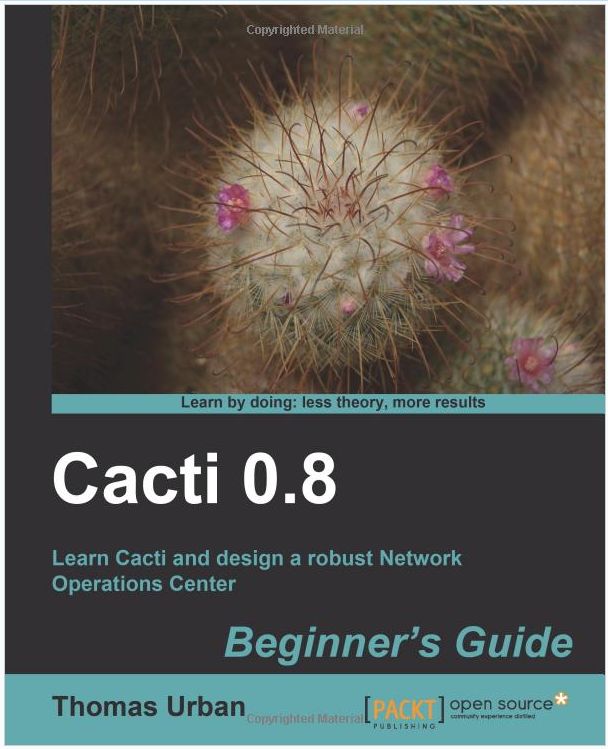 Copyrighted Material
Learn by doing: less theory, more results
Cacti 0.8
Learn Cacti and design a robust Network
Operations Center
Beginner's Guide
Thomas Urban
Copyrighted Material
[PACKT]
PUBLISHING
open source*
community experience distilled